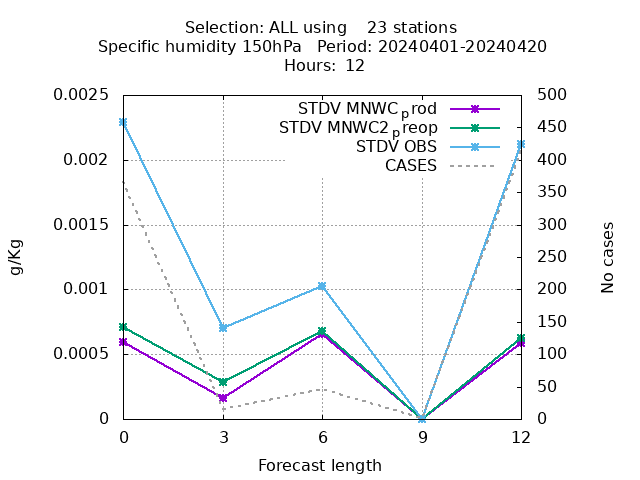 Selection: ALL using    23 stations
Specific humidity 150hPa   Period: 20240401-20240420
Hours: 12
STDV MNWC_prod
STDV MNWC2_preop
STDV OBS
CASES
0.0025
0.002
0.0015
0.001
0.0005
0
500
450
400
350
300
250
200
150
100
50
0
g/Kg
No cases
0 3 6 9 12
Forecast length